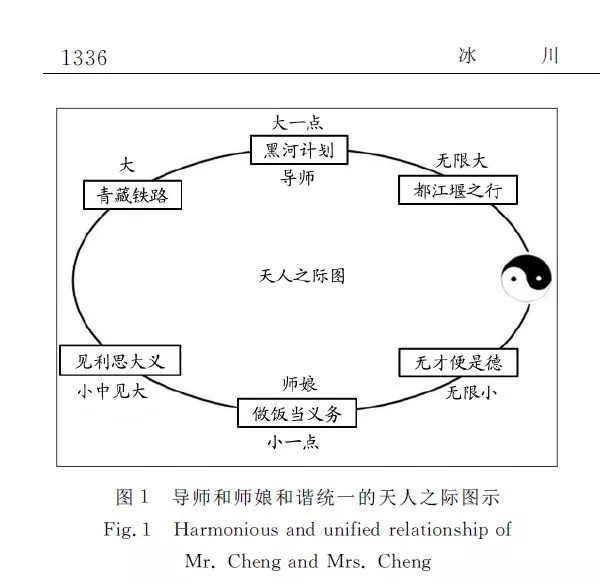 1336
冰 川
大一点
黑河计划
导师
无限大
都江堰之行
大
青藏铁路
天人之际图
见利思大义
小中见大
师娘
做饭当义务
小一点
无才便是德
无限小
图 1 导师和师娘和谐统一的天人之际图示
Fig. 1 Harmonious and unified relationship of
Mr. Cheng and Mrs. Cheng